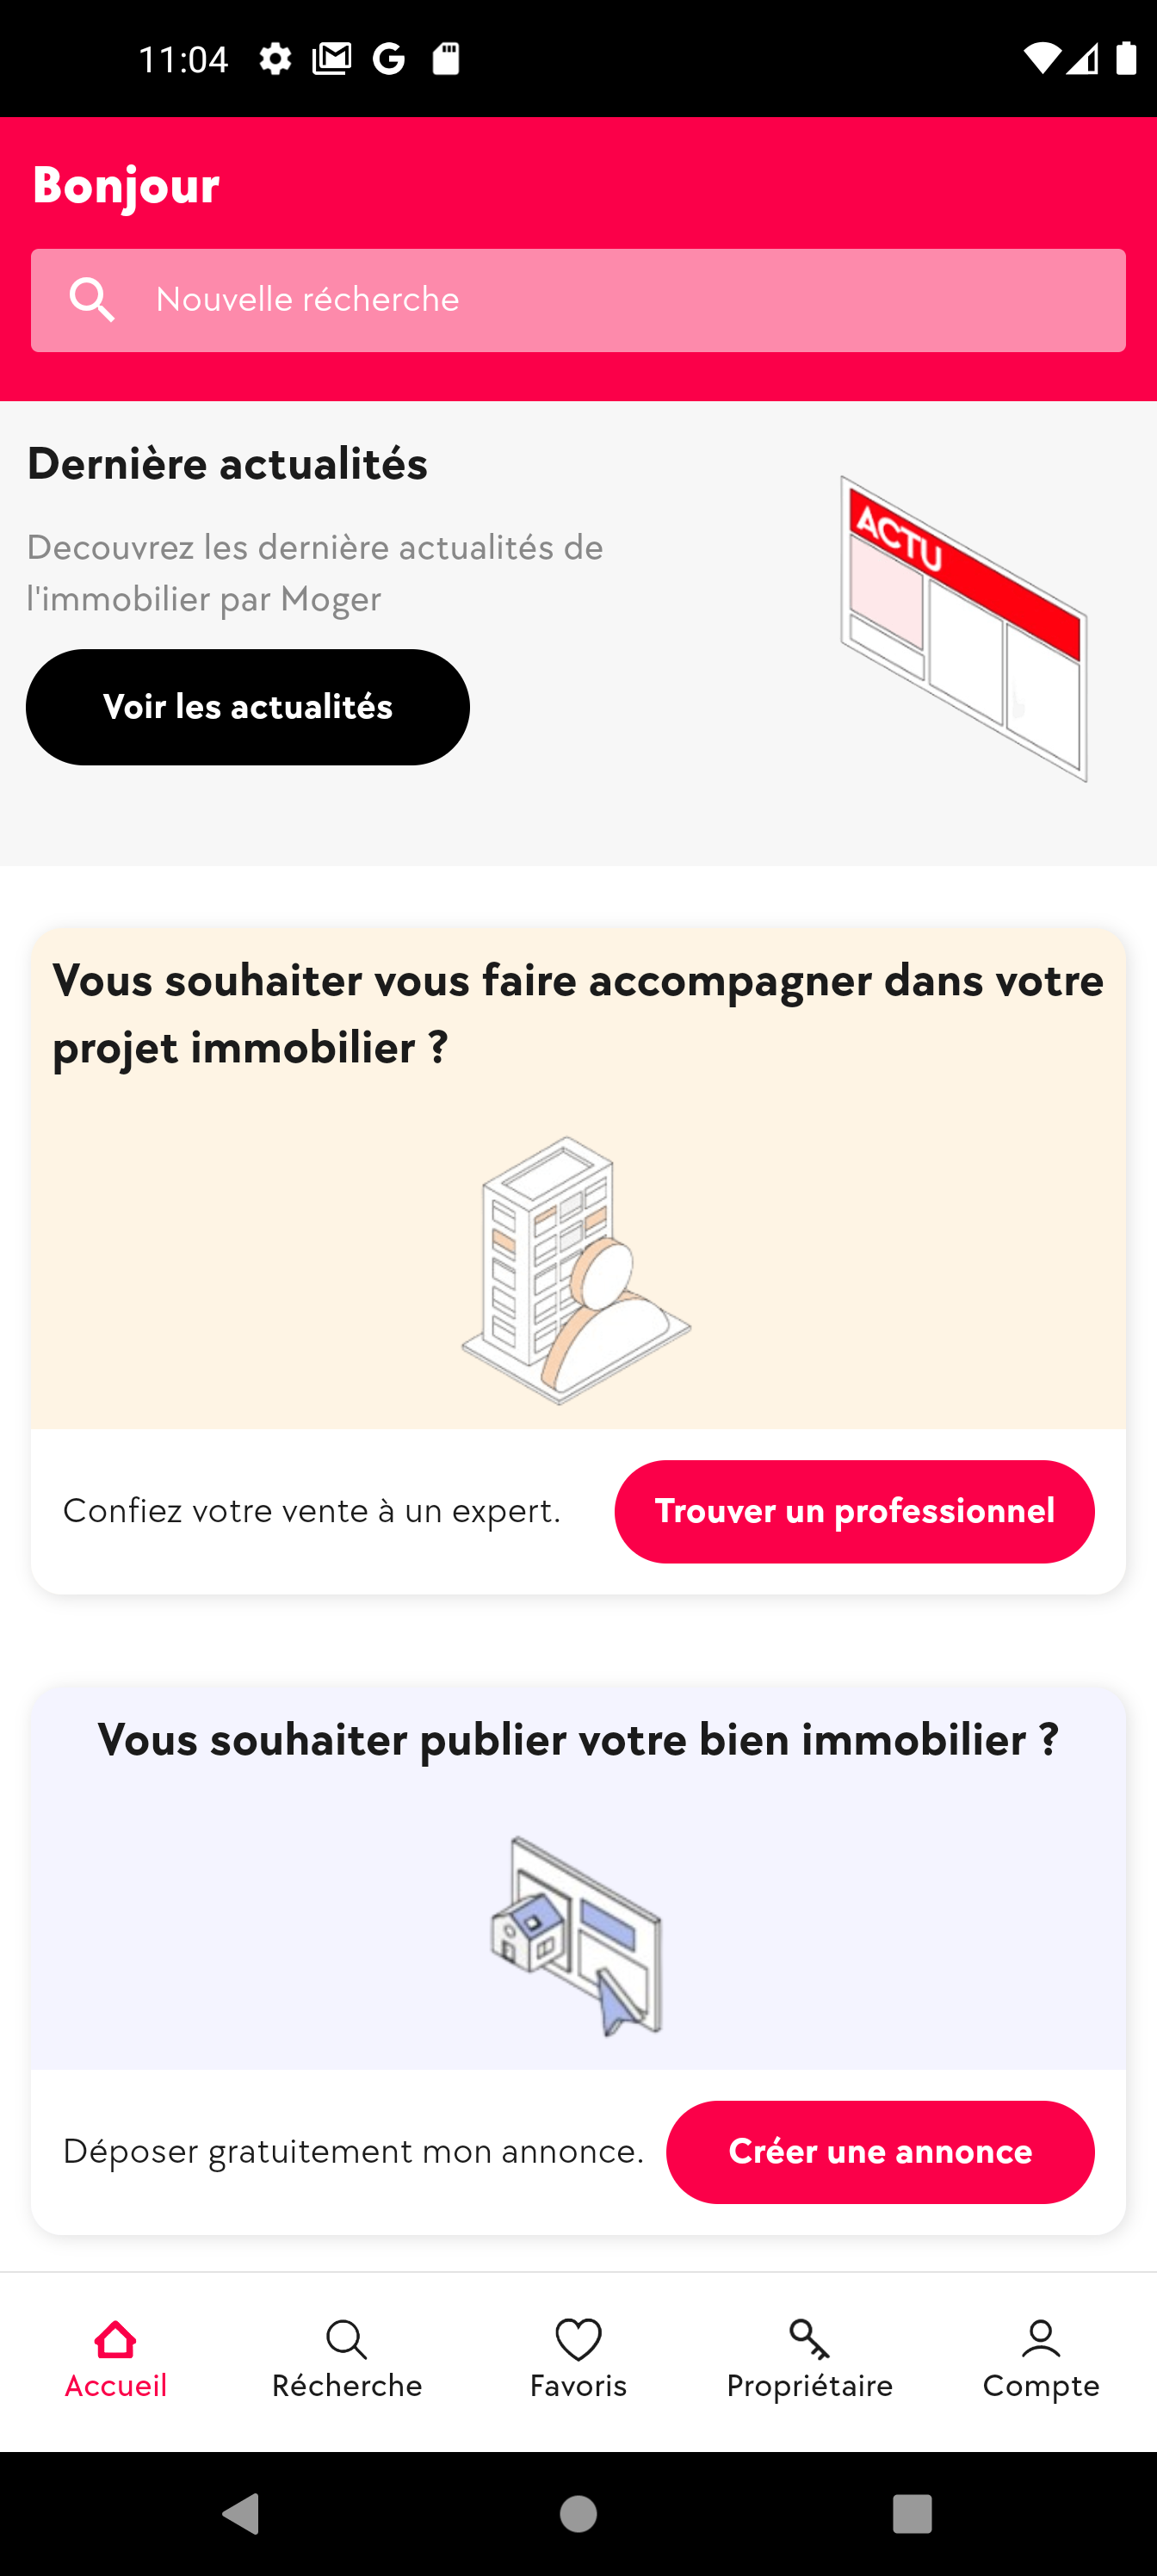 11:04
Bonjour
Nouvelle récherche
Dernière actualités
Decouvrez les dernière actualités de
l'immobilier par Moger
ACTU
Voir les actualités
Vous souhaiter vous faire accompagner dans votre
projet immobilier ?
Confiez votre vente à un expert.
Trouver un professionnel
Vous souhaiter publier votre bien immobilier ?
Déposer gratuitement mon annonce.
Créer une annonce
Accueil
Récherche
Favoris
Propriétaire
Compte